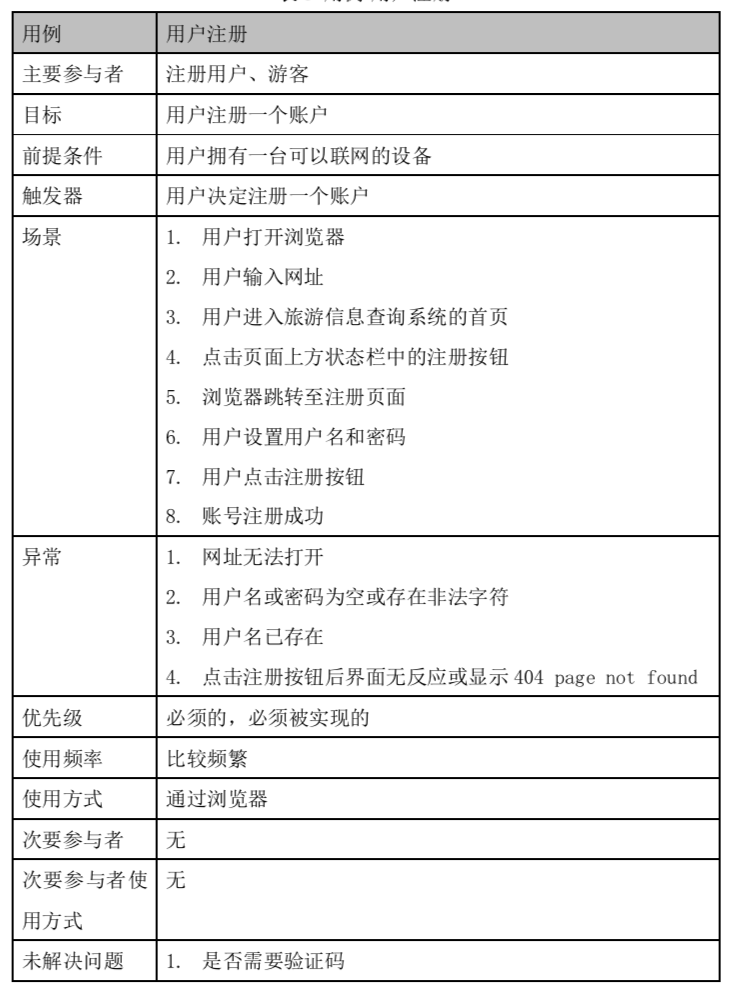 用例 用户注册
主要参与者 注册用户、游客
目标 用户注册一个账户
前提条件 用户拥有一台可以联网的设备
触发器 用户决定注册一个账户
场景 1. 用户打开浏览器
2. 用户输入网址
3. 用户进入旅游信息查询系统的首页
4. 点击页面上方状态栏中的注册按钮
5. 浏览器跳转至注册页面
6. 用户设置用户名和密码
7. 用户点击注册按钮
8. 账号注册成功
异常 1. 网址无法打开
2. 用户名或密码为空或存在非法字符
3. 用户名已存在
4. 点击注册按钮后界面无反应或显示 404 page not found
优先级 必须的，必须被实现的
使用频率 比较频繁
使用方式 通过浏览器
次要参与者 无
次要参与者使 无
用方式
未解决问题 1. 是否需要验证码